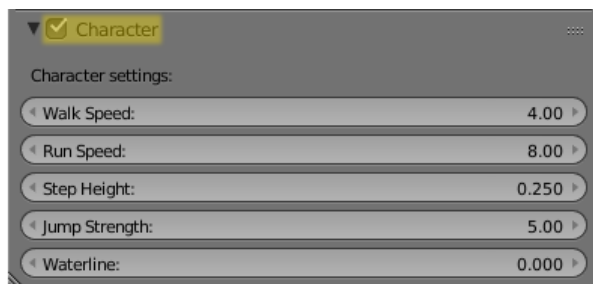 Character
Character settings:
Walk Speed: 4.00
Run Speed: 8.00
Step Height: 0.250
Jump Strength: 5.00
Waterline: 0.000